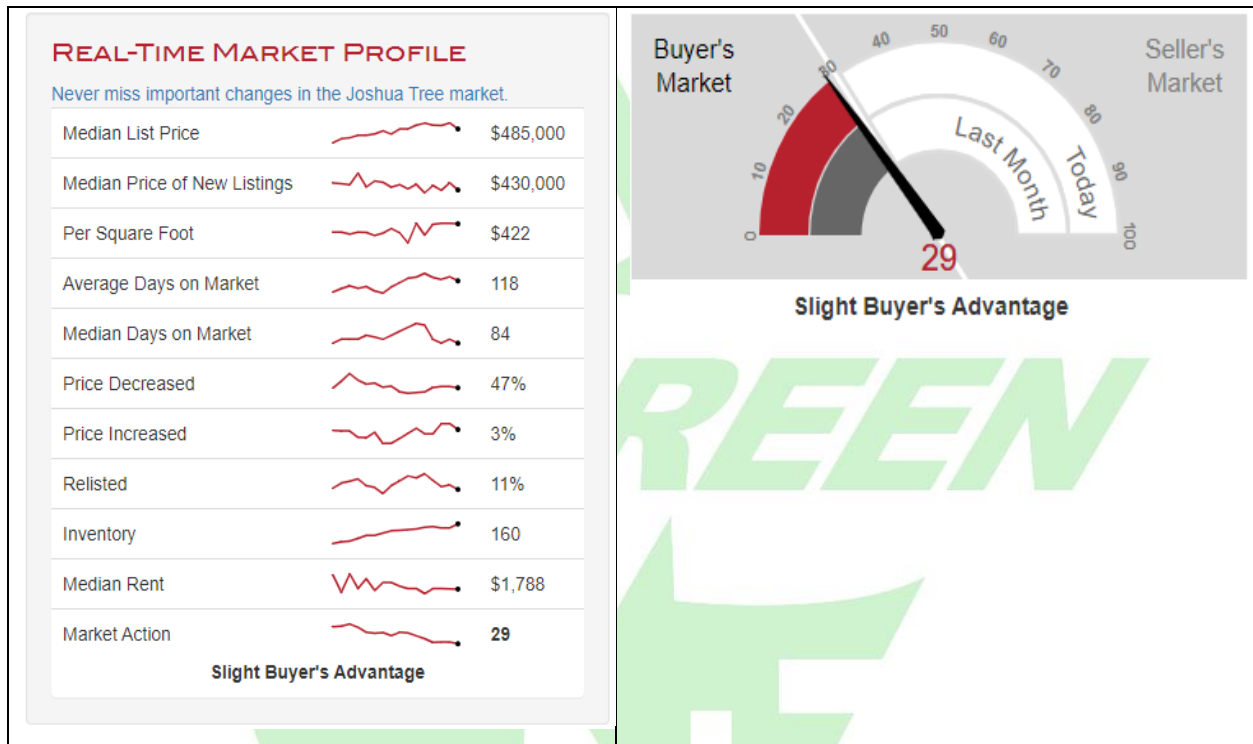 REAL-TIME MARKET PROFILE
Never miss important changes in the Joshua Tree market.
Median List Price $485,000
Median Price of New Listings $430,000
Per Square Foot $422
Average Days on Market 118
Median Days on Market 84
Price Decreased 47%
Price Increased 3%
Relisted 11%
Inventory 160
Median Rent $1,788
Market Action 29
Slight Buyer's Advantage
Buyer's
Market
Seller's
Market
0
10
20
30
40
50
60
70
80
90
100
Last Month
Today
29
Slight Buyer's Advantage
REEN